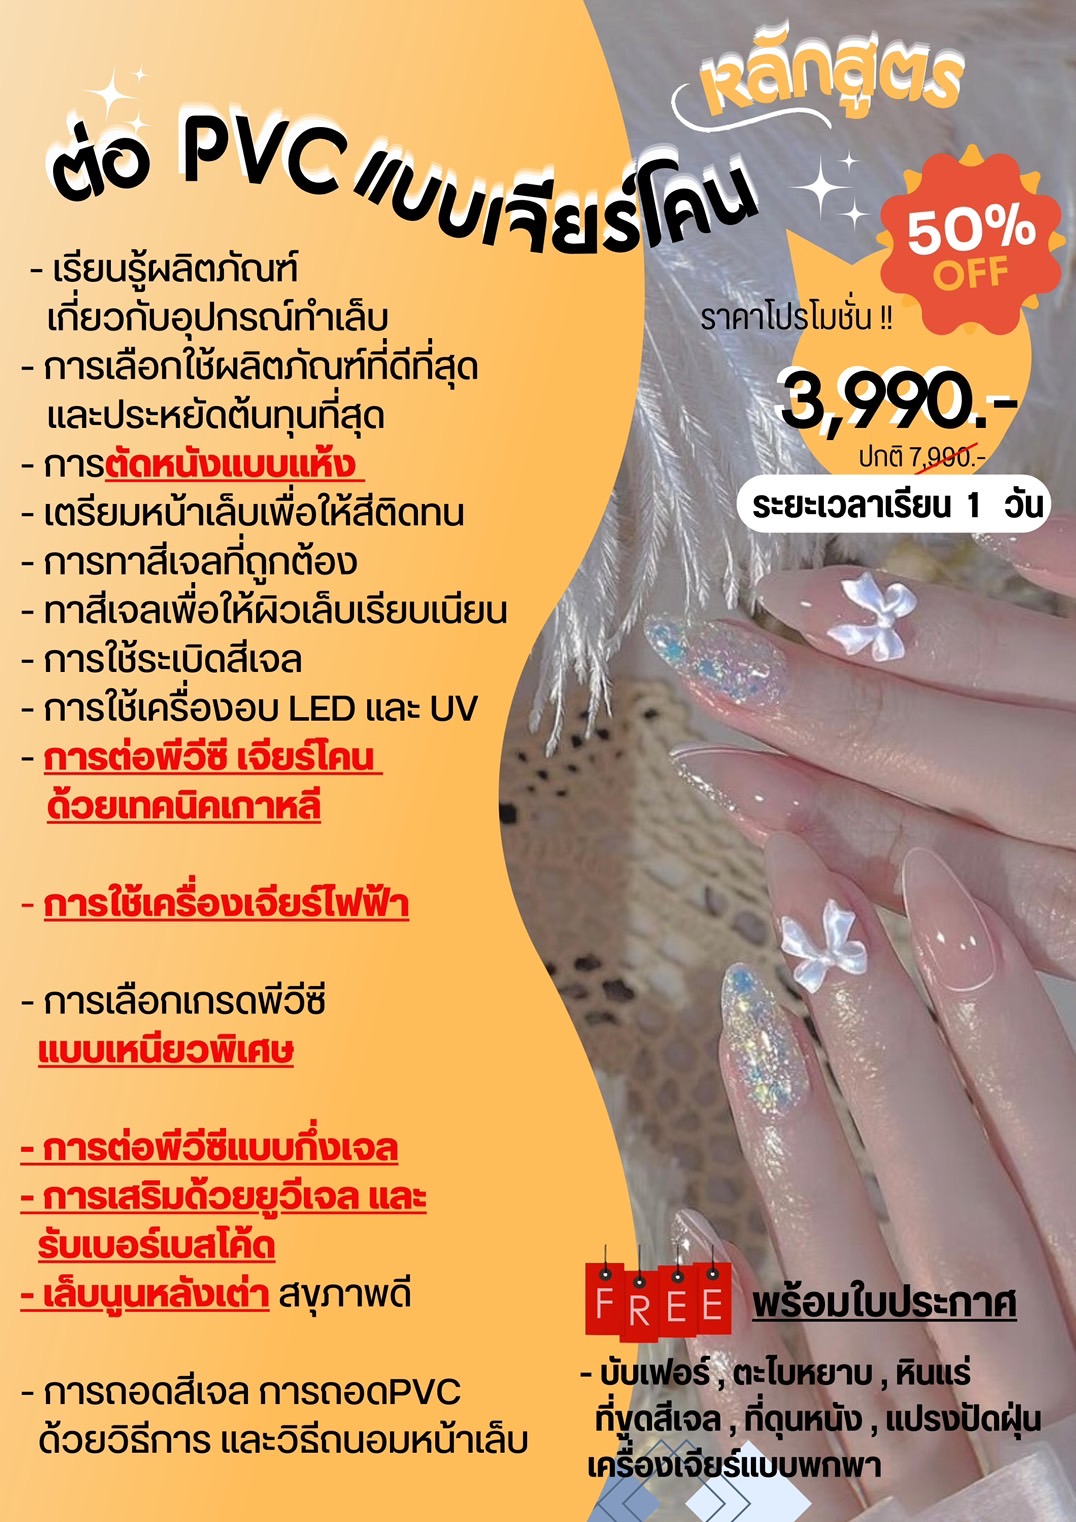 หลักสูตร
ต่อ PVC แบบเจียร์โคน
50%
OFF
ราคาโปรโมชั่น !!
3,990.-
ปกติ 7,990.-
ระยะเวลาเรียน 1 วัน
- เรียนรู้ผลิตภัณฑ์
เกี่ยวกับอุปกรณ์ทำเล็บ
- การเลือกใช้ผลิตภัณฑ์ที่ดีที่สุด
และประหยัดต้นทุนที่สุด
- การตัดหนังแบบแห้ง
- เตรียมหน้าเล็บเพื่อให้สีติดทน
- การทาสีเจลที่ถูกต้อง
- ทาสีเจลเพื่อให้ผิวเล็บเรียบเนียน
- การใช้ระเบิดสีเจล
- การใช้เครื่องอบ LED และ UV
- การต่อพีวีซี เจียร์โคน
ด้วยเทคนิคเกาหลี
- การใช้เครื่องเจียร์ไฟฟ้า
- การเลือกเกรดพีวีซี
แบบเหนียวพิเศษ
- การต่อพีวีซีแบบกึ่งเจล
- การเสริมด้วยยูวีเจล และ
รับเบอร์เบสโค้ด
- เล็บนูนหลังเต่า สขุภาพดี
- การถอดสีเจล การถอดPVC
ด้วยวิธีการ และวิธีถนอมหน้าเล็บ
FREE พร้อมใบประกาศ
- บับเฟอร์ , ตะไบหยาบ , หินแร่
ที่ขูดสีเจล , ที่ดุนหนัง , แปรงปัดฝุ่น
เครื่องเจียร์แบบพกพา